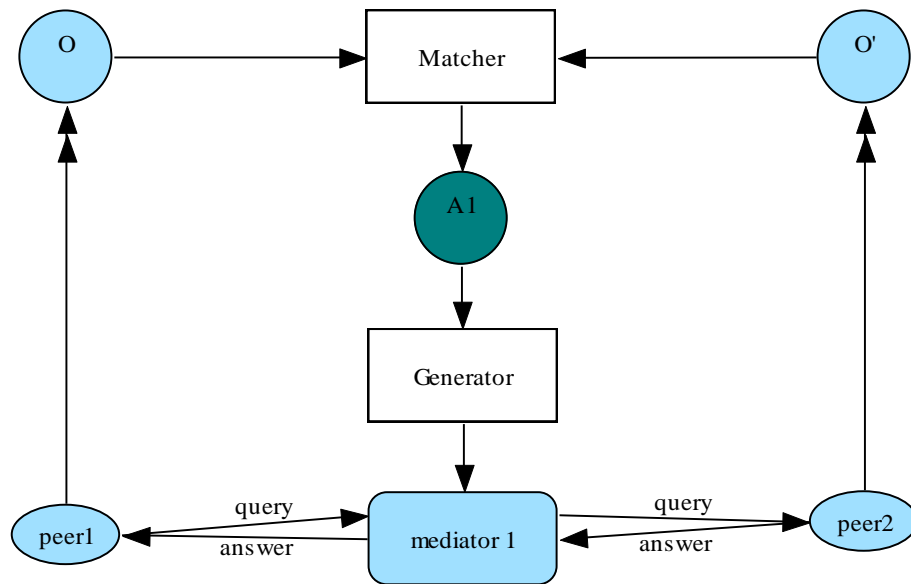 O
Matcher
O'
A1
Generator
query
query
peer1
answer
mediator 1
answer
peer2